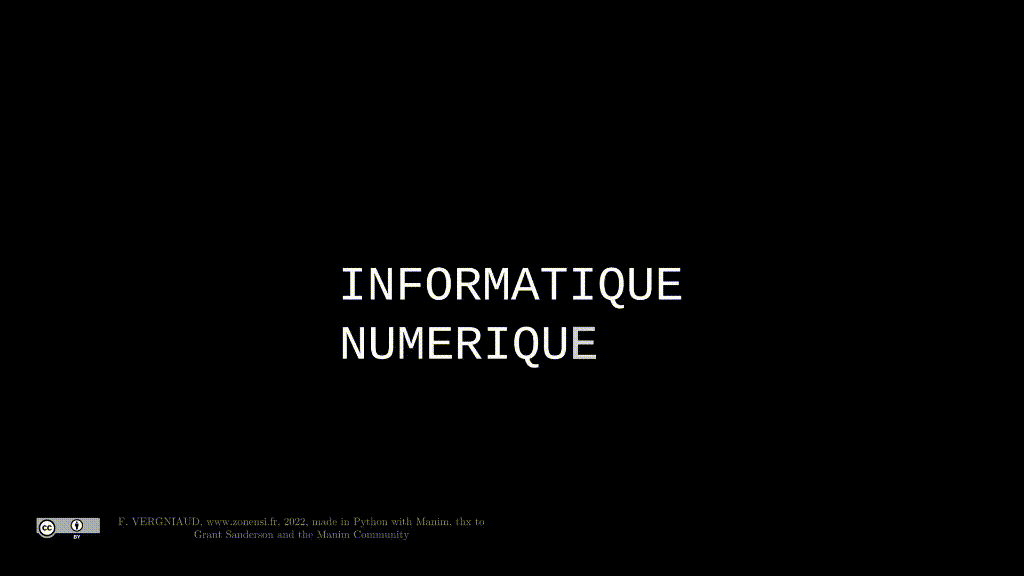 INFORMATIQUE
NUMERIQUE
cc
BY
F. VERGNIAUD, www.zonensi.fr, 2022, made in Python with Manim, thx to
Grant Sanderson and the Manim Community